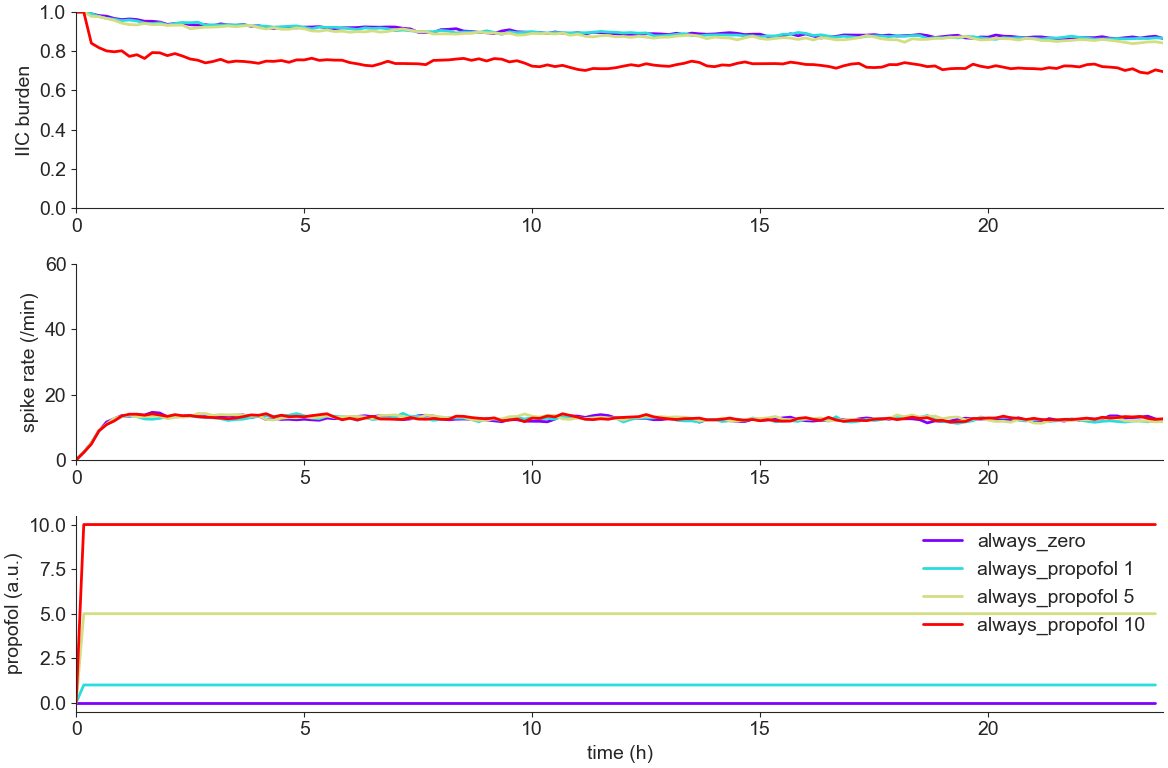 IIC burden
1.0
0.8
0.6
0.4
0.2
0.0
0 5 10 15 20
time (h)
spike rate (/min)
60
40
20
0
0 5 10 15 20
propofol (a.u.)
10.0
7.5
5.0
2.5
0.0
always_zero
always_propofol 1
always_propofol 5
always_propofol 10
0 5 10 15 20
time (h)